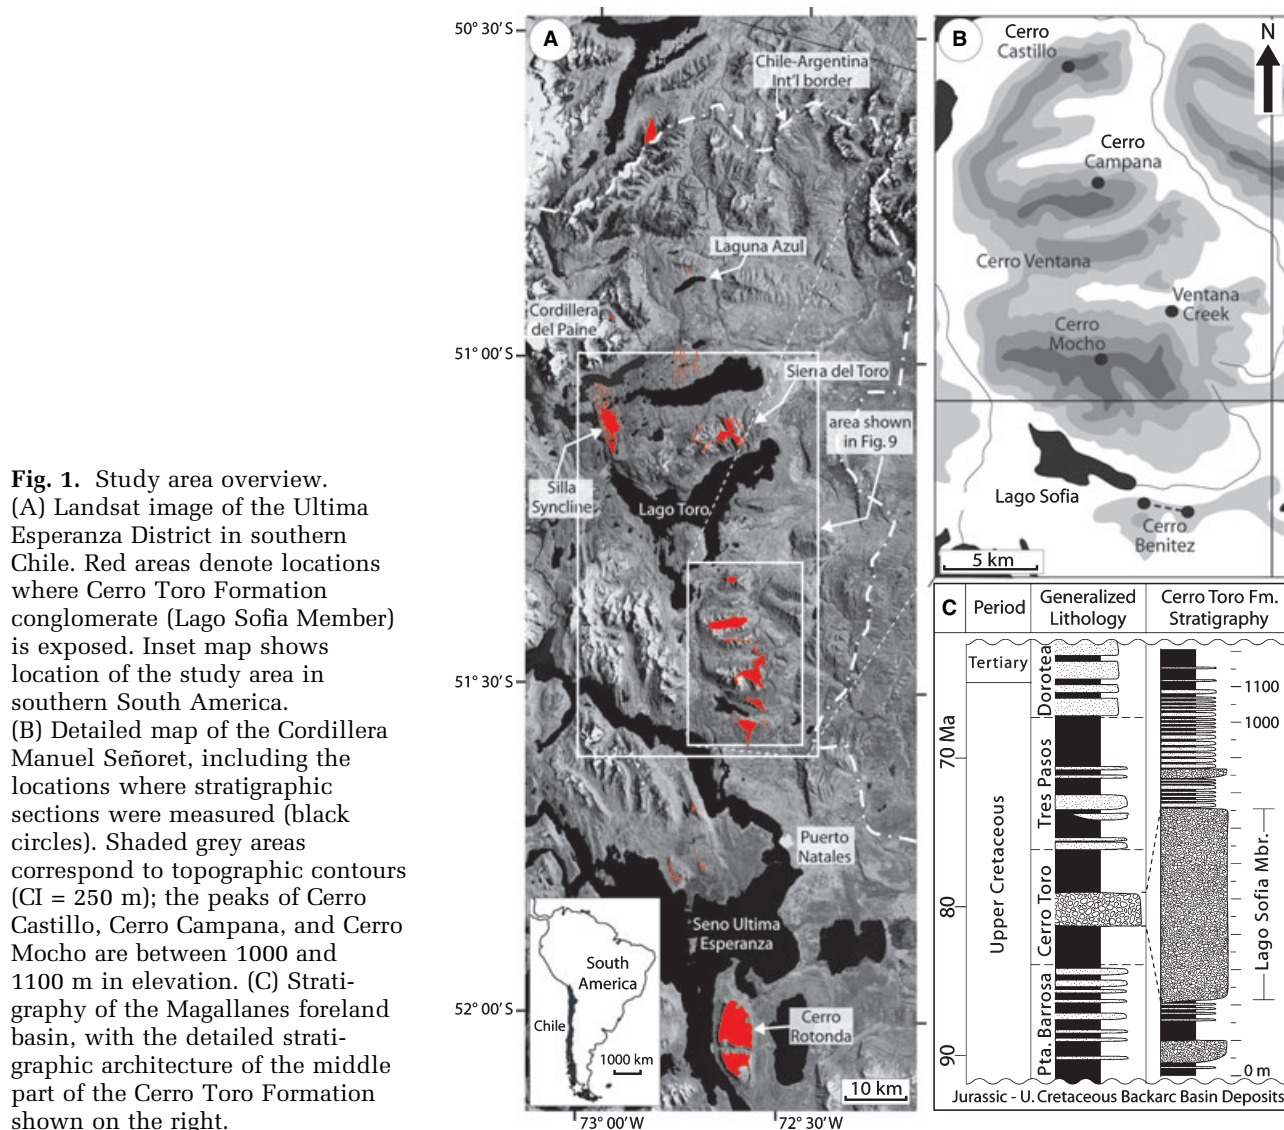 Fig. 1. Study area overview.
(A) Landsat image of the Ultima
Esperanza District in southern
Chile. Red areas denote locations
where Cerro Toro Formation
conglomerate (Lago Sofia Member)
is exposed. Inset map shows
location of the study area in
southern South America.
(B) Detailed map of the Cordillera
Manuel Señoret, including the
locations where stratigraphic
sections were measured (black
circles). Shaded grey areas
correspond to topographic contours
(CI = 250 m); the peaks of Cerro
Castillo, Cerro Campana, and Cerro
Mocho are between 1000 and
1100 m in elevation. (C) Strati-
graphy of the Magallanes foreland
basin, with the detailed strati-
graphic architecture of the middle
part of the Cerro Toro Formation
shown on the right.
A
50° 30'S
51° 00'S
51° 30'S
52° 00'S
73° 00'W
72° 30'W
Chile-Argentina
Int'l border
Laguna Azul
Cordillera
del Paine
Sierra del Toro
area shown
in Fig. 9
Silla
Syncline
Lago Toro
Puerto
Natales
Seno Ultima
Esperanza
Cerro
Rotonda
10 km
South
America
Chile
1000 km
B
N
Cerro
Castillo
Cerro
Campana
Cerro Ventana
Ventana
Creek
Cerro
Mocho
Lago Sofia
Cerro
Benitez
5 km
C
Period
Generalized
Lithology
Cerro Toro Fm.
Stratigraphy
Tertiary
Upper Cretaceous
70 Ma
80
90
Dorotea
Tres Pasos
Cerro Toro
Pta. Barrosa
1100
1000
Lago Sofia Mbr.
0 m
Jurassic - U. Cretaceous Backarc Basin Deposits